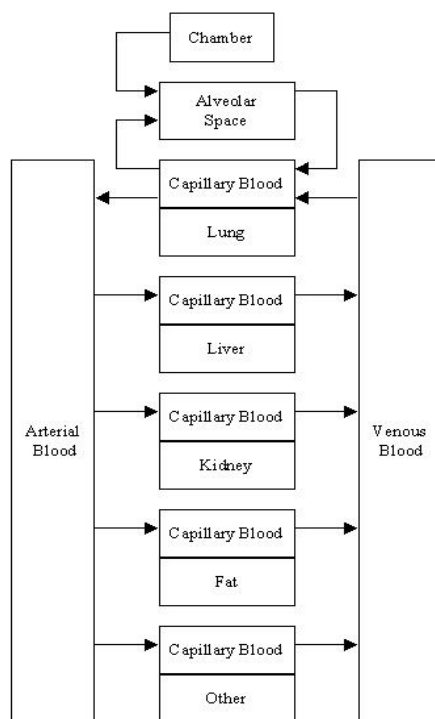 Chamber
Alveolar
Space
Capillary Blood
Lung
Capillary Blood
Liver
Arterial
Blood
Capillary Blood
Kidney
Venous
Blood
Capillary Blood
Fat
Capillary Blood
Other